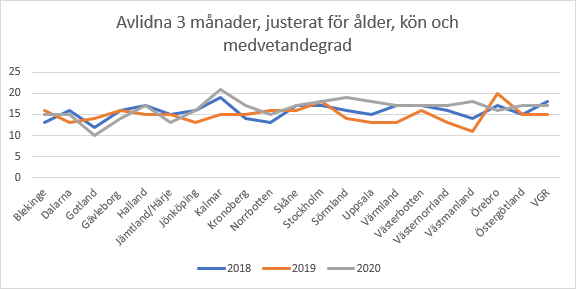 Avlidna 3 månader, justerat för ålder, kön och
medvetandegrad
25
20
15
10
5
0
Blekinge
Dalarna
Gotland
Gävleborg
Halland
Jämtland/Härje
Jönköping
Kalmar
Kronoberg
Norrbotten
Skåne
Stockholm
Sörmland
Uppsala
Värmland
Västerbotten
Västernorrland
Västmanland
Örebro
Östergötland
VGR
2018
2019
2020